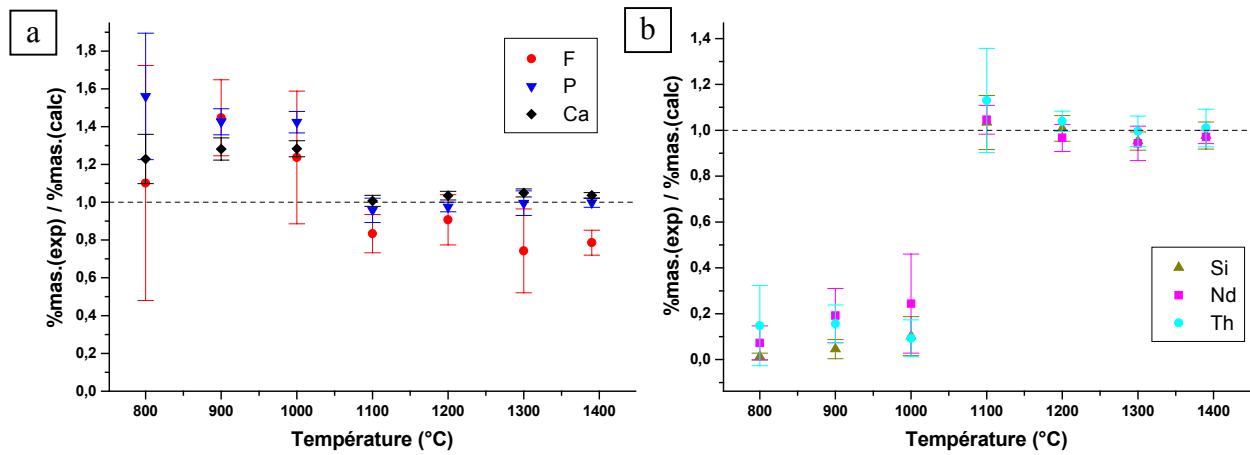 a
%mas.(exp) / %mas.(calc)
1,8
1,6
1,4
1,2
1,0
0,8
0,6
0,4
0,2
0,0
F
P
Ca
800 900 1000 1100 1200 1300 1400
Température (°C)
b
%mas.(exp) / %mas.(calc)
1,4
1,2
1,0
0,8
0,6
0,4
0,2
0,0
Si
Nd
Th
800 900 1000 1100 1200 1300 1400
Température (°C)